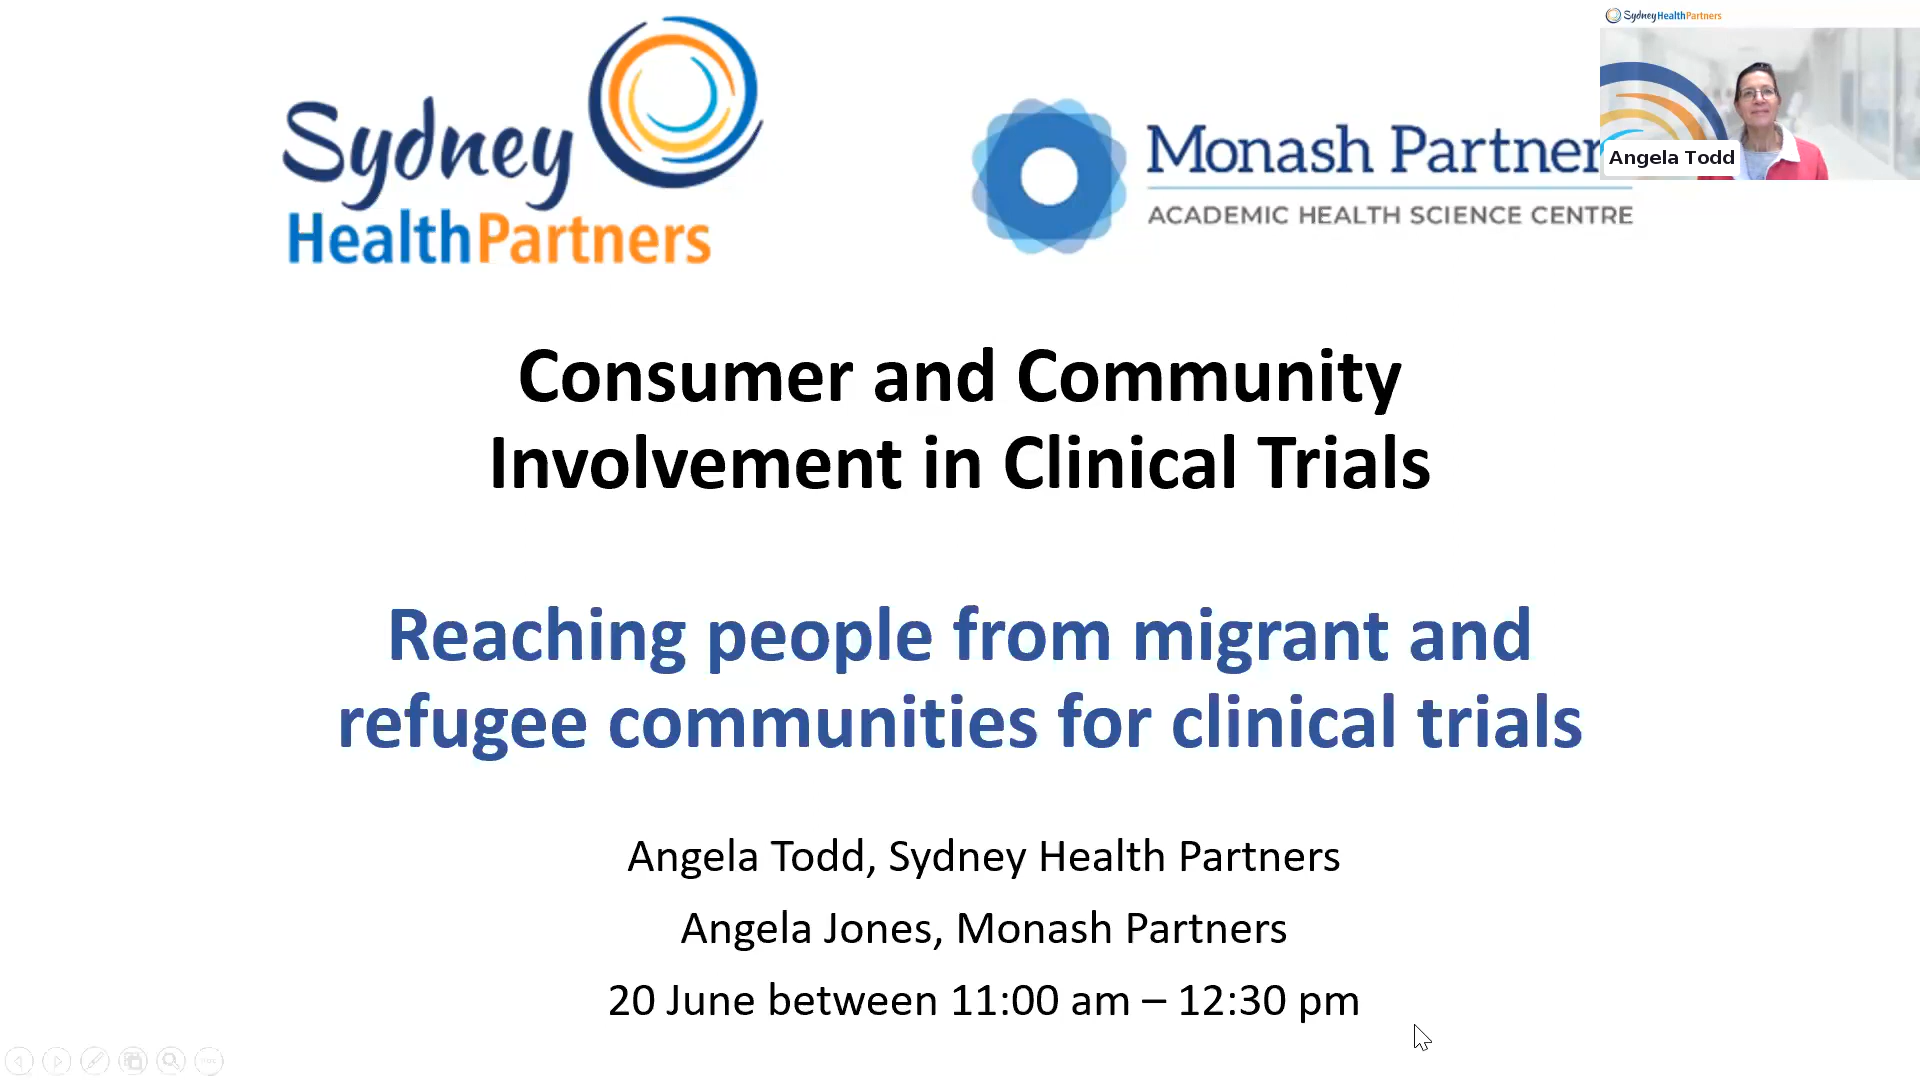 Sydney
HealthPartners
Monash Partner
ACADEMIC HEALTH SCIENCE CENTRE
Sydney HealthPartners
Angela Todd
Consumer and Community
Involvement in Clinical Trials
Reaching people from migrant and
refugee communities for clinical trials
Angela Todd, Sydney Health Partners
Angela Jones, Monash Partners
20 June between 11:00 am – 12:30 pm